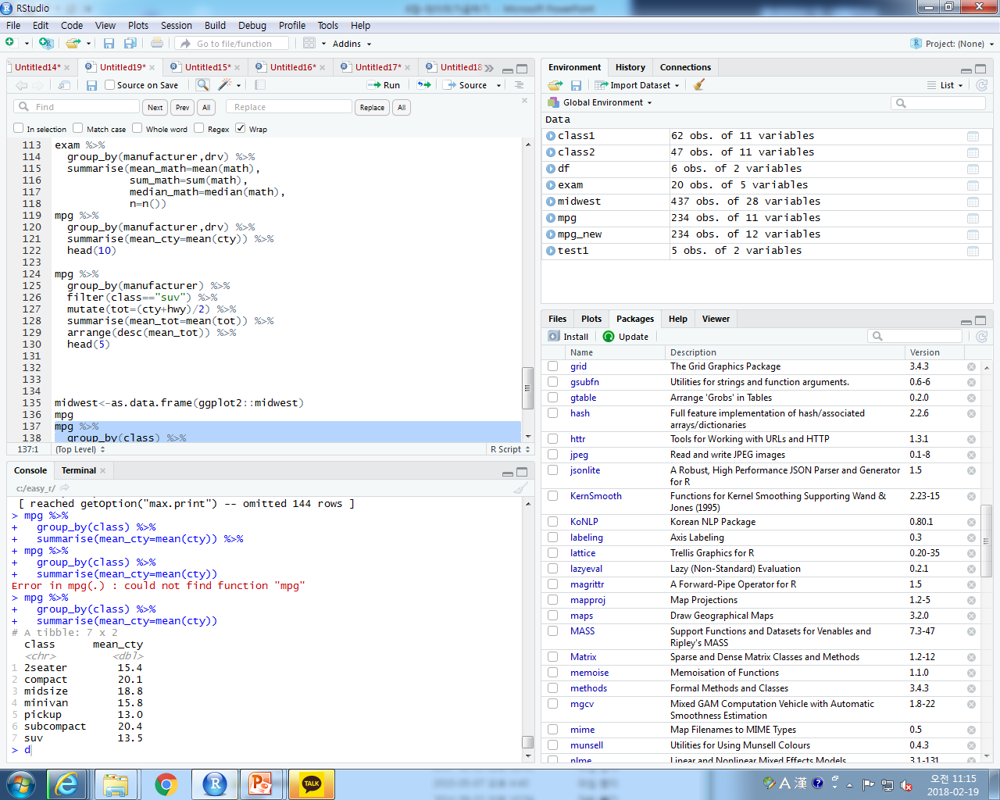 RStudio
File Edit Code View Plots Session Build Debug Profile Tools Help
Go to file/function Addins Project: (None)
Untitled14* Untitled19* Untitled15* Untitled16* Untitled17* Untitled18
Source on Save Run Source
Find Next Prev All Replace Replace All
In selection Match case Whole word Regex Wrap
113 exam %>%
114 group_by(manufacturer,drv) %>%
115 summarise(mean_math=mean(math),
116 sum_math=sum(math),
117 median_math=median(math),
118 n=n())
119 mpg %>%
120 group_by(manufacturer,drv) %>%
121 summarise(mean_cty=mean(cty)) %>%
122 head(10)
123
124 mpg %>%
125 group_by(manufacturer) %>%
126 filter(class=="suv") %>%
127 mutate(tot=(cty+hwy)/2) %>%
128 summarise(mean_tot=mean(tot)) %>%
129 arrange(desc(mean_tot)) %>%
130 head(5)
131
132
133
134
135 midwest<-as.data.frame(ggplot2::midwest)
136 mpg
137 mpg %>%
138 group_by(class) %>%
137:1 (Top Level) R Script
Console Terminal
c:/easy_r/
[ reached getOption("max.print") -- omitted 144 rows ]
> mpg %>%
+ group_by(class) %>%
+ summarise(mean_cty=mean(cty)) %>%
+ mpg %>%
+ group_by(class) %>%
+ summarise(mean_cty=mean(cty))
Error in mpg(.) : could not find function "mpg"
> mpg %>%
+ group_by(class) %>%
+ summarise(mean_cty=mean(cty))
# A tibble: 7 x 2
class mean_cty
<chr> <dbl>
1 2seater 15.4
2 compact 20.1
3 midsize 18.8
4 minivan 15.8
5 pickup 13.0
6 subcompact 20.4
7 suv 13.5
> d
Environment History Connections
Import Dataset List
Global Environment
Data
class1 62 obs. of 11 variables
class2 47 obs. of 11 variables
df 6 obs. of 2 variables
exam 20 obs. of 5 variables
midwest 437 obs. of 28 variables
mpg 234 obs. of 11 variables
mpg_new 234 obs. of 12 variables
test1 5 obs. of 2 variables
Files Plots Packages Help Viewer
Install Update
Name Description Version
grid The Grid Graphics Package 3.4.3
gsubfn Utilities for strings and function arguments. 0.6-6
gtable Arrange 'Grobs' in Tables 0.2.0
hash Full feature implementation of hash/associated arrays/dictionaries 2.2.6
httr Tools for Working with URLs and HTTP 1.3.1
jpeg Read and write JPEG images 0.1-8
jsonlite A Robust, High Performance JSON Parser and Generator for R 1.5
KernSmooth Functions for Kernel Smoothing Supporting Wand & Jones (1995) 2.23-15
KoNLP Korean NLP Package 0.80.1
labeling Axis Labeling 0.3
lattice Trellis Graphics for R 0.20-35
lazyeval Lazy (Non-Standard) Evaluation 0.2.1
magrittr A Forward-Pipe Operator for R 1.5
mapproj Map Projections 1.2-5
maps Draw Geographical Maps 3.2.0
MASS Support Functions and Datasets for Venables and Ripley's MASS 7.3-47
Matrix Sparse and Dense Matrix Classes and Methods 1.2-12
memoise Memoisation of Functions 1.1.0
methods Formal Methods and Classes 3.4.3
mgcv Mixed GAM Computation Vehicle with Automatic Smoothness Estimation 1.8-22
mime Map Filenames to MIME Types 0.5
munsell Utilities for Using Munsell Colours 0.4.3
nlme Linear and Nonlinear Mixed Effects Models 3.1-131
TALK
A 漢
오전 11:15
2018-02-19